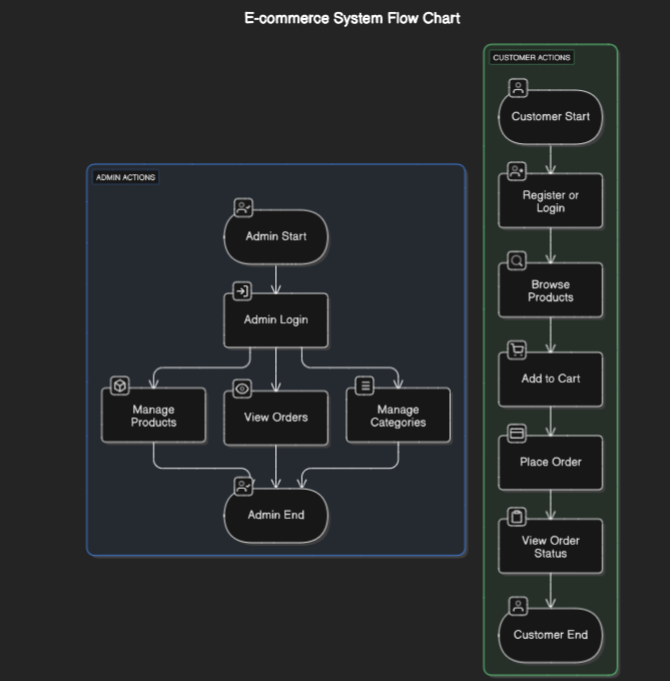 E-commerce System Flow Chart
ADMIN ACTIONS
Admin Start
Admin Login
Manage
Products
View Orders
Manage
Categories
Admin End
CUSTOMER ACTIONS
Customer Start
Register or
Login
Browse
Products
Add to Cart
Place Order
View Order
Status
Customer End